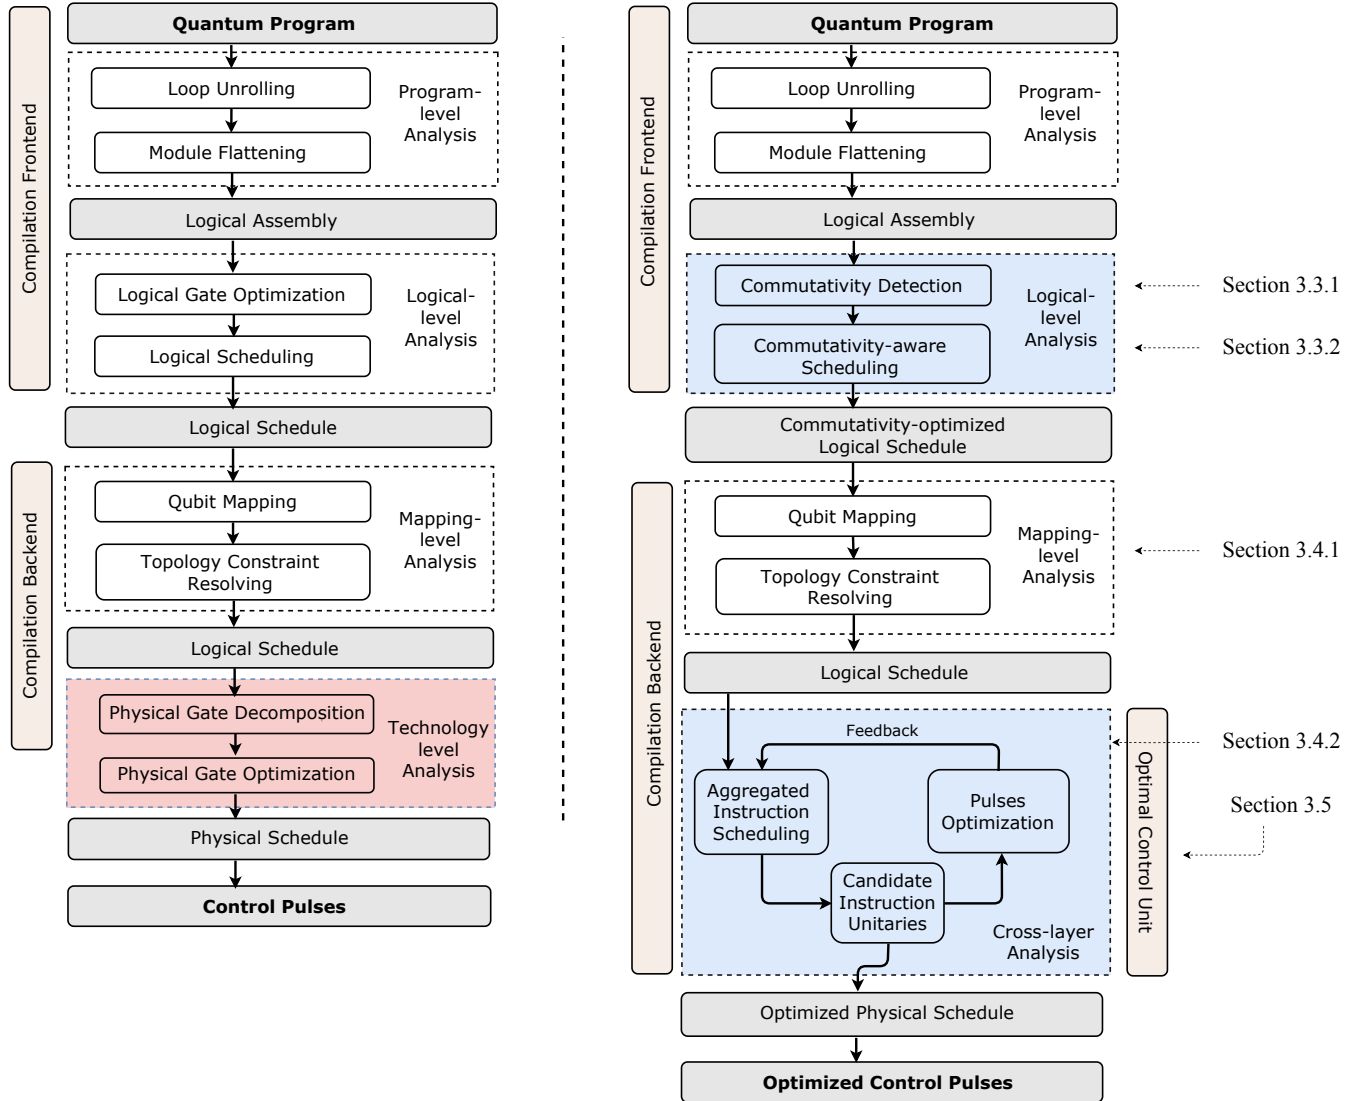 Quantum Program
Compilation Frontend
Loop Unrolling
Module Flattening
Program-
level
Analysis
Logical Assembly
Logical Gate Optimization
Logical Scheduling
Logical-
level
Analysis
Logical Schedule
Compilation Backend
Qubit Mapping
Topology Constraint
Resolving
Mapping-
level
Analysis
Logical Schedule
Physical Gate Decomposition
Physical Gate Optimization
Technology
level
Analysis
Physical Schedule
Control Pulses
Quantum Program
Compilation Frontend
Loop Unrolling
Module Flattening
Program-
level
Analysis
Logical Assembly
Commutativity Detection
Commutativity-aware
Scheduling
Logical-
level
Analysis
Section 3.3.1
Section 3.3.2
Commutativity-optimized
Logical Schedule
Compilation Backend
Qubit Mapping
Topology Constraint
Resolving
Mapping-
level
Analysis
Section 3.4.1
Logical Schedule
Feedback
Aggregated
Instruction
Scheduling
Pulses
Optimization
Candidate
Instruction
Unitaries
Cross-layer
Analysis
Optimal Control Unit
Section 3.4.2
Section 3.5
Optimized Physical Schedule
Optimized Control Pulses